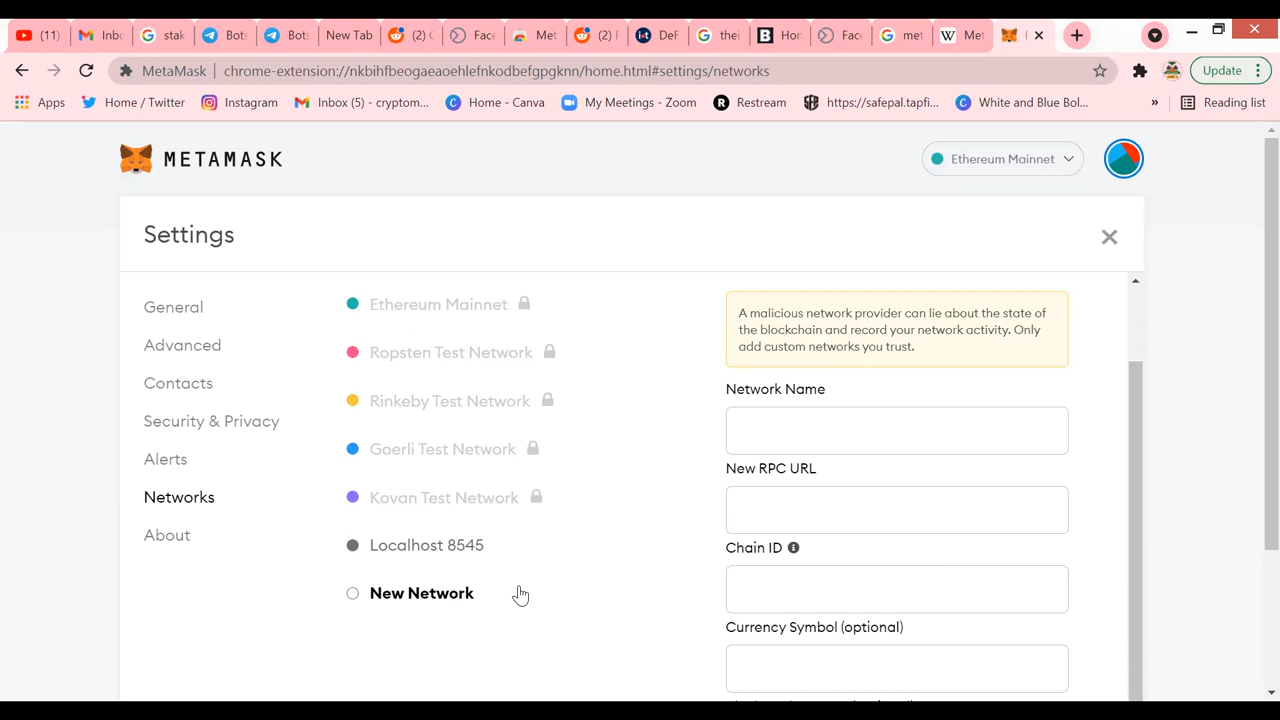 (11)
Inbo
stak
Bots
Bots
New Tab
(2) C
Face
Met
(2) F
DeF
thei
Hor
Face
met
Met
MetaMask
chrome-extension://nkbihfbeogaeaoehlefnkodbefgpgknn/home.html#settings/networks
Update
Apps
Home / Twitter
Instagram
Inbox (5) - cryptom...
Home - Canva
My Meetings - Zoom
Restream
https://safepal.tapfi...
White and Blue Bol...
»
Reading list
METAMASK
Ethereum Mainnet
Settings
General
Advanced
Contacts
Security & Privacy
Alerts
Networks
About
Ethereum Mainnet
Ropsten Test Network
Rinkeby Test Network
Goerli Test Network
Kovan Test Network
Localhost 8545
New Network
A malicious network provider can lie about the state of
the blockchain and record your network activity. Only
add custom networks you trust.
Network Name
New RPC URL
Chain ID
Currency Symbol (optional)